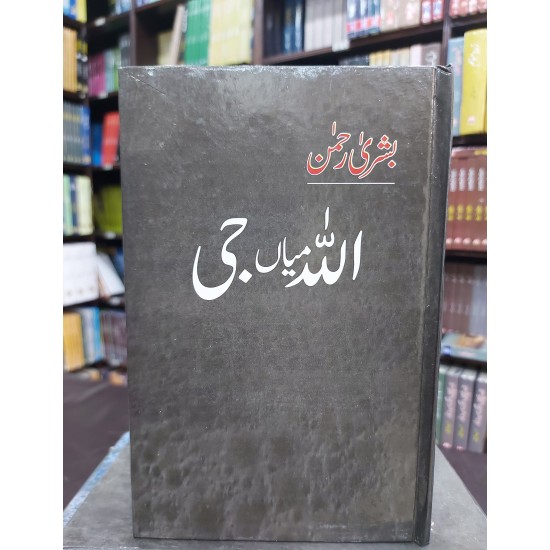 بشریٰ رحمٰن
اللہ میاں جی